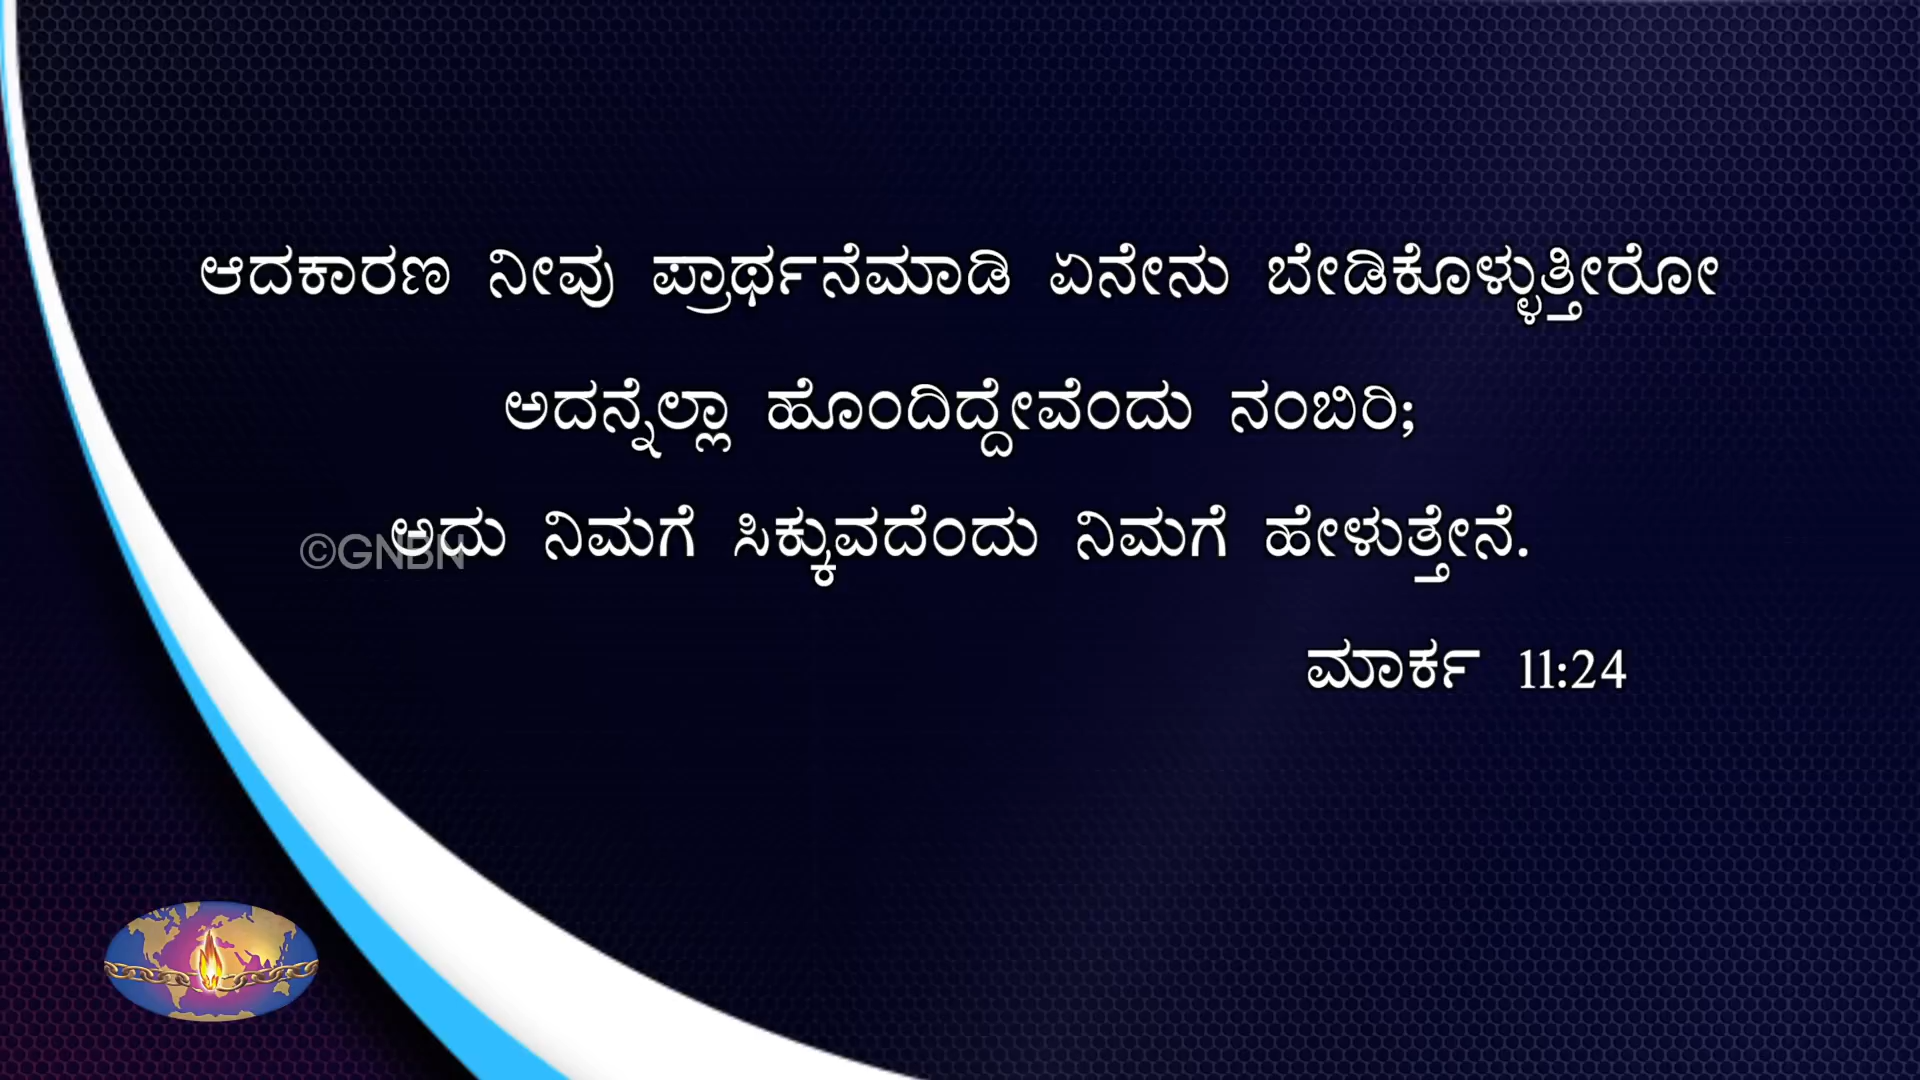 ಆದಕಾರಣ ನೀವು ಪ್ರಾರ್ಥನೆಮಾಡಿ ಏನೇನು ಬೇಡಿಕೊಳ್ಳುತ್ತೀರೋ
ಅದನ್ನೆಲ್ಲಾ ಹೊಂದಿದ್ದೇವೆಂದು ನಂಬಿರಿ;
©GNBN ಅದು ನಿಮಗೆ ಸಿಕ್ಕುವದೆಂದು ನಿಮಗೆ ಹೇಳುತ್ತೇನೆ.
ಮಾರ್ಕ 11:24